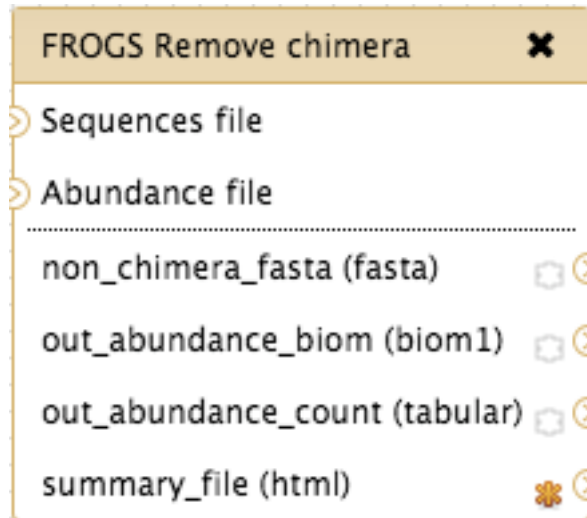 FROGS Remove chimera
Sequences file
Abundance file
non_chimera_fasta (fasta)
out_abundance_biom (biom1)
out_abundance_count (tabular)
summary_file (html)